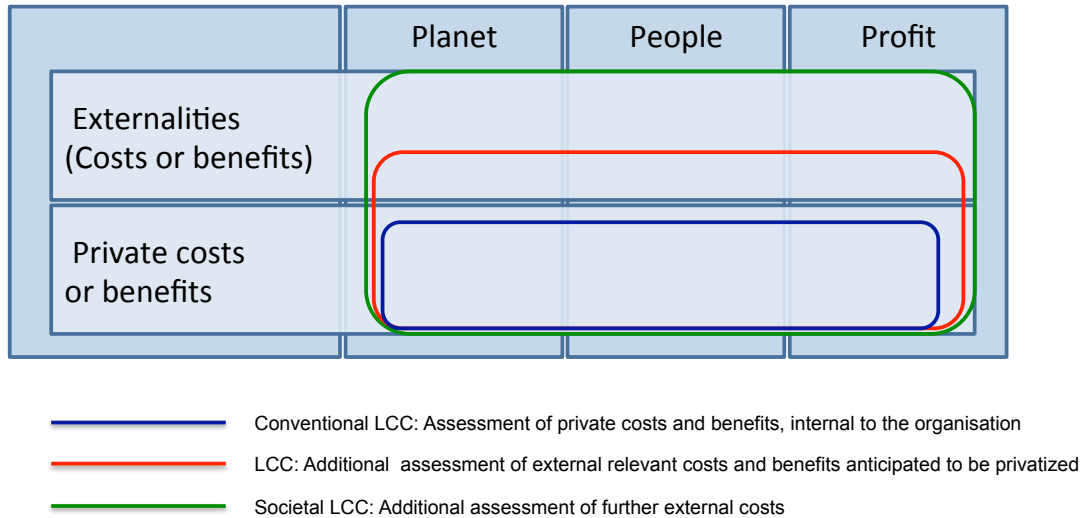 Planet People Profit
Externalities
(Costs or benefits)
Private costs
or benefits
Conventional LCC: Assessment of private costs and benefits, internal to the organisation
LCC: Additional assessment of external relevant costs and benefits anticipated to be privatized
Societal LCC: Additional assessment of further external costs